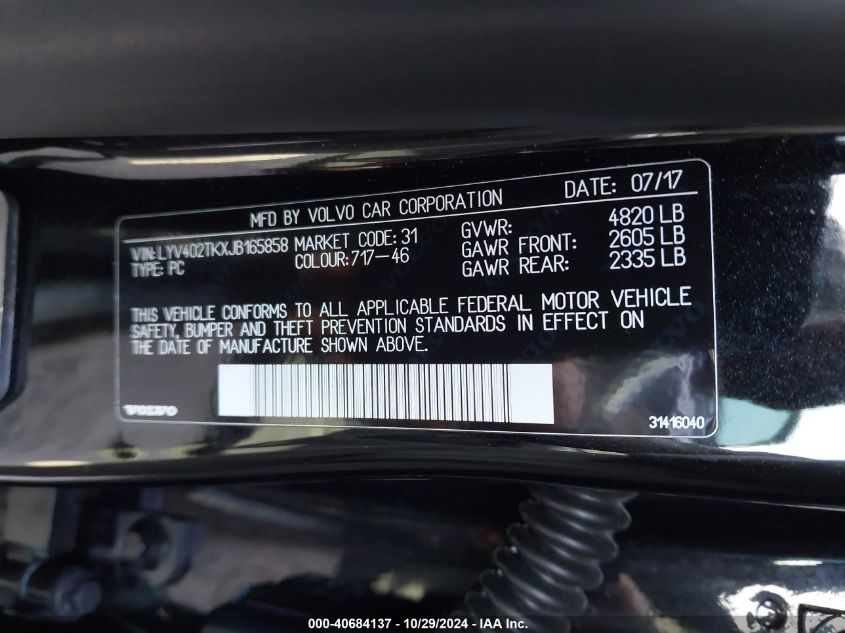 MFD BY VOLVO CAR CORPORATION DATE: 07/17
VIN: LYV402TKXJB165858 MARKET CODE: 31 GVWR: 4820 LB
TYPE: PC COLOUR: 717-46 GAWR FRONT: 2605 LB
GAWR REAR: 2335 LB
THIS VEHICLE CONFORMS TO ALL APPLICABLE FEDERAL MOTOR VEHICLE
SAFETY, BUMPER AND THEFT PREVENTION STANDARDS IN EFFECT ON
THE DATE OF MANUFACTURE SHOWN ABOVE.
VOLVO 31416040
000-40684137 - 10/29/2024 - IAA Inc.